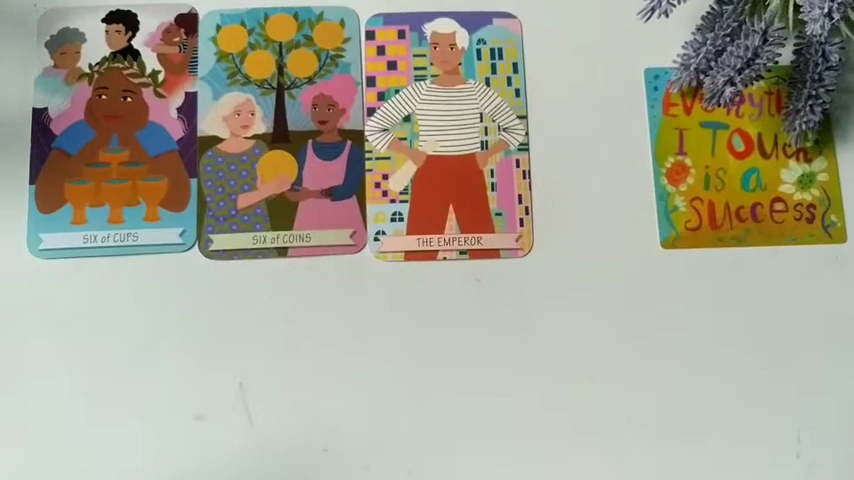 SIX OF CUPS
SIX OF COINS
THE EMPEROR
I TOUCH
is a
Success